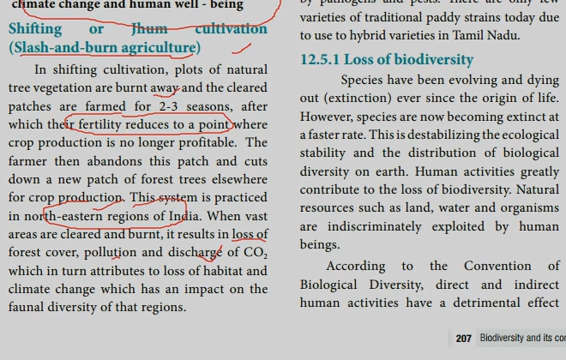 climate change and human well - being
Shifting or Jhum cultivation
(Slash-and-burn agriculture)
In shifting cultivation, plots of natural
tree vegetation are burnt away and the cleared
patches are farmed for 2-3 seasons, after
which their fertility reduces to a point where
crop production is no longer profitable. The
farmer then abandons this patch and cuts
down a new patch of forest trees elsewhere
for crop production. This system is practiced
in north-eastern regions of India. When vast
areas are cleared and burnt, it results in loss of
forest cover, pollution and discharge of CO₂
which in turn attributes to loss of habitat and
climate change which has an impact on the
faunal diversity of that regions.
by pathogens and pests. There are only few
varieties of traditional paddy strains today due
to use to hybrid varieties in Tamil Nadu.
12.5.1 Loss of biodiversity
Species have been evolving and dying
out (extinction) ever since the origin of life.
However, species are now becoming extinct at
a faster rate. This is destabilizing the ecological
stability and the distribution of biological
diversity on earth. Human activities greatly
contribute to the loss of biodiversity. Natural
resources such as land, water and organisms
are indiscriminately exploited by human
beings.
According to the Convention of
Biological Diversity, direct and indirect
human activities have a detrimental effect
207 Biodiversity and its